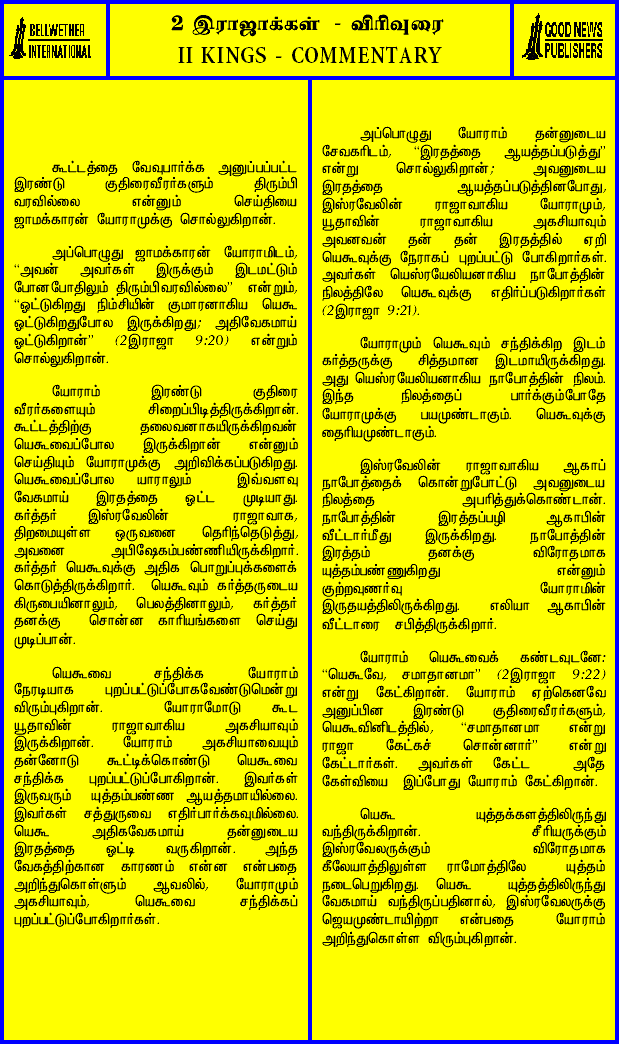 BELLWETHER
INTERNATIONAL
2 இராஜாக்கள் - விரிவுரை
II KINGS - COMMENTARY
GOOD NEWS
PUBLISHERS
கூட்டத்தை வேவுபார்க்க அனுப்பப்பட்ட
இரண்டு குதிரைவீரர்களும் திரும்பி
வரவில்லை என்னும் செய்தியை
ஜாமக்காரன் யோராமுக்கு சொல்லுகிறான்.
அப்பொழுது ஜாமக்காரன் யோராமிடம்,
“அவன் அவர்கள் இருக்கும் இடமட்டும்
போனபோதிலும் திரும்பிவரவில்லை” என்றும்,
“ஓட்டுகிறது நிம்சியின் குமாரனாகிய யெகூ
ஓட்டுகிறதுபோல இருக்கிறது; அதிவேகமாய்
ஓட்டுகிறான்” (2இராஜா 9:20) என்றும்
சொல்லுகிறான்.
யோராம் இரண்டு குதிரை
வீரர்களையும் சிறைப்பிடித்திருக்கிறான்.
கூட்டத்திற்கு தலைவனாகயிருக்கிறவன்
யெகூவைப்போல இருக்கிறான் என்னும்
செய்தியும் யோராமுக்கு அறிவிக்கப்படுகிறது.
யெகூவைப்போல யாராலும் இவ்வளவு
வேகமாய் இரதத்தை ஓட்ட முடியாது.
கர்த்தர் இஸ்ரவேலின் ராஜாவாக,
திறமையுள்ள ஒருவனை தெரிந்தெடுத்து,
அவனை அபிஷேகம்பண்ணியிருக்கிறார்.
கர்த்தர் யெகூவுக்கு அதிக பொறுப்புக்களைக்
கொடுத்திருக்கிறார். யெகூவும் கர்த்தருடைய
கிருபையினாலும், பெலத்தினாலும், கர்த்தர்
தனக்கு சொன்ன காரியங்களை செய்து
முடிப்பான்.
யெகூவை சந்திக்க யோராம்
நேரடியாக புறப்பட்டுப்போகவேண்டுமென்று
விரும்புகிறான். யோராமோடு கூட
யூதாவின் ராஜாவாகிய அகசியாவும்
இருக்கிறான். யோராம் அகசியாவையும்
தன்னோடு கூட்டிக்கொண்டு யெகூவை
சந்திக்க புறப்பட்டுப்போகிறான். இவர்கள்
இருவரும் யுத்தம்பண்ண ஆயத்தமாயில்லை.
இவர்கள் சத்துருவை எதிர்பார்க்கவுமில்லை.
யெகூ அதிகவேகமாய் தன்னுடைய
இரதத்தை ஓட்டி வருகிறான். அந்த
வேகத்திற்கான காரணம் என்ன என்பதை
அறிந்துகொள்ளும் ஆவலில், யோராமும்
அகசியாவும், யெகூவை சந்திக்கப்
புறப்பட்டுப்போகிறார்கள்.
அப்பொழுது யோராம் தன்னுடைய
சேவகரிடம், “இரதத்தை ஆயத்தப்படுத்து”
என்று சொல்லுகிறான்; அவனுடைய
இரதத்தை ஆயத்தப்படுத்தினபோது,
இஸ்ரவேலின் ராஜாவாகிய யோராமும்,
யூதாவின் ராஜாவாகிய அகசியாவும்
அவனவன் தன் தன் இரதத்தில் ஏறி
யெகூவுக்கு நேராகப் புறப்பட்டு போகிறார்கள்.
அவர்கள் யெஸ்ரயேலியனாகிய நாபோத்தின்
நிலத்திலே யெகூவுக்கு எதிர்ப்படுகிறார்கள்
(2இராஜா 9:21).
யோராமும் யெகூவும் சந்திக்கிற இடம்
கர்த்தருக்கு சித்தமான இடமாயிருக்கிறது.
அது யெஸ்ரயேலியனாகிய நாபோத்தின் நிலம்.
இந்த நிலத்தைப் பார்க்கும்போதே
யோராமுக்கு பயமுண்டாகும். யெகூவுக்கு
தைரியமுண்டாகும்.
இஸ்ரவேலின் ராஜாவாகிய ஆகாப்
நாபோத்தைக் கொன்றுபோட்டு அவனுடைய
நிலத்தை அபரித்துக்கொண்டான்.
நாபோத்தின் இரத்தப்பழி ஆகாபின்
வீட்டார்மீது இருக்கிறது. நாபோத்தின்
இரத்தம் தனக்கு விரோதமாக
யுத்தம்பண்ணுகிறது என்னும்
குற்றவுணர்வு யோராமின்
இருதயத்திலிருக்கிறது. எலியா ஆகாபின்
வீட்டாரை சபித்திருக்கிறார்.
யோராம் யெகூவைக் கண்டவுடனே:
“யெகூவே, சமாதானமா” (2இராஜா 9:22)
என்று கேட்கிறான். யோராம் ஏற்கெனவே
அனுப்பின இரண்டு குதிரைவீரர்களும்,
யெகூவினிடத்தில், “சமாதானமா என்று
ராஜா கேட்கச் சொன்னார்” என்று
கேட்டார்கள். அவர்கள் கேட்ட அதே
கேள்வியை இப்போது யோராம் கேட்கிறான்.
யெகூ யுத்தக்களத்திலிருந்து
வந்திருக்கிறான். சீரியருக்கும்
இஸ்ரவேலருக்கும் விரோதமாக
கீலேயாத்திலுள்ள ராமோத்திலே யுத்தம்
நடைபெறுகிறது. யெகூ யுத்தத்திலிருந்து
வேகமாய் வந்திருப்பதினால், இஸ்ரவேலருக்கு
ஜெயமுண்டாயிற்றா என்பதை யோராம்
அறிந்துகொள்ள விரும்புகிறான்.